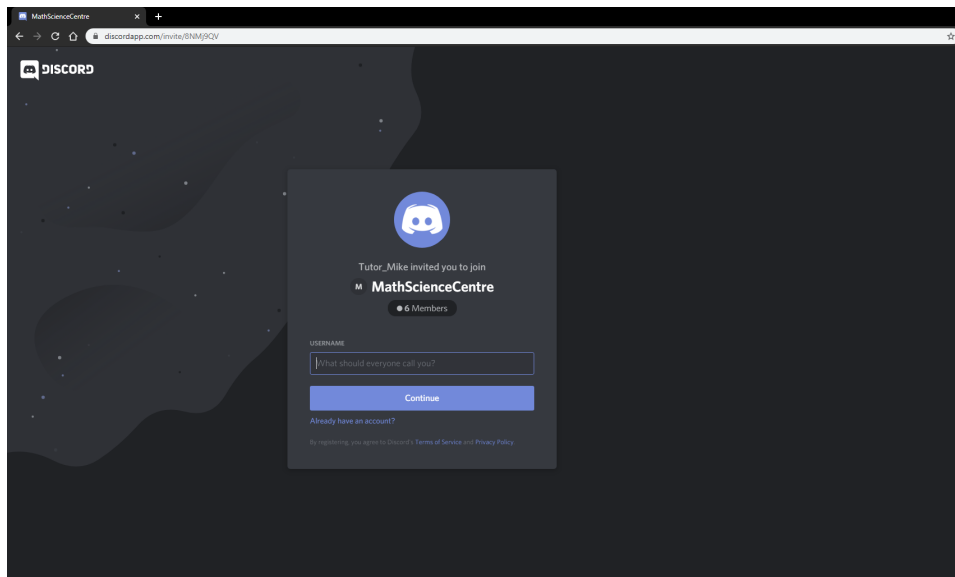 MathScienceCentre
discordapp.com/invite/8NMj9QV
DISCORD
Tutor_Mike invited you to join
M MathScienceCentre
6 Members
USERNAME
What should everyone call you?
Continue
Already have an account?
By registering, you agree to Discord's Terms of Service and Privacy Policy.